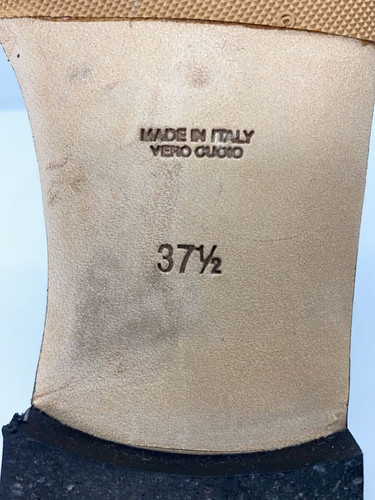 MADE IN ITALY
VERO CUOIO
37½